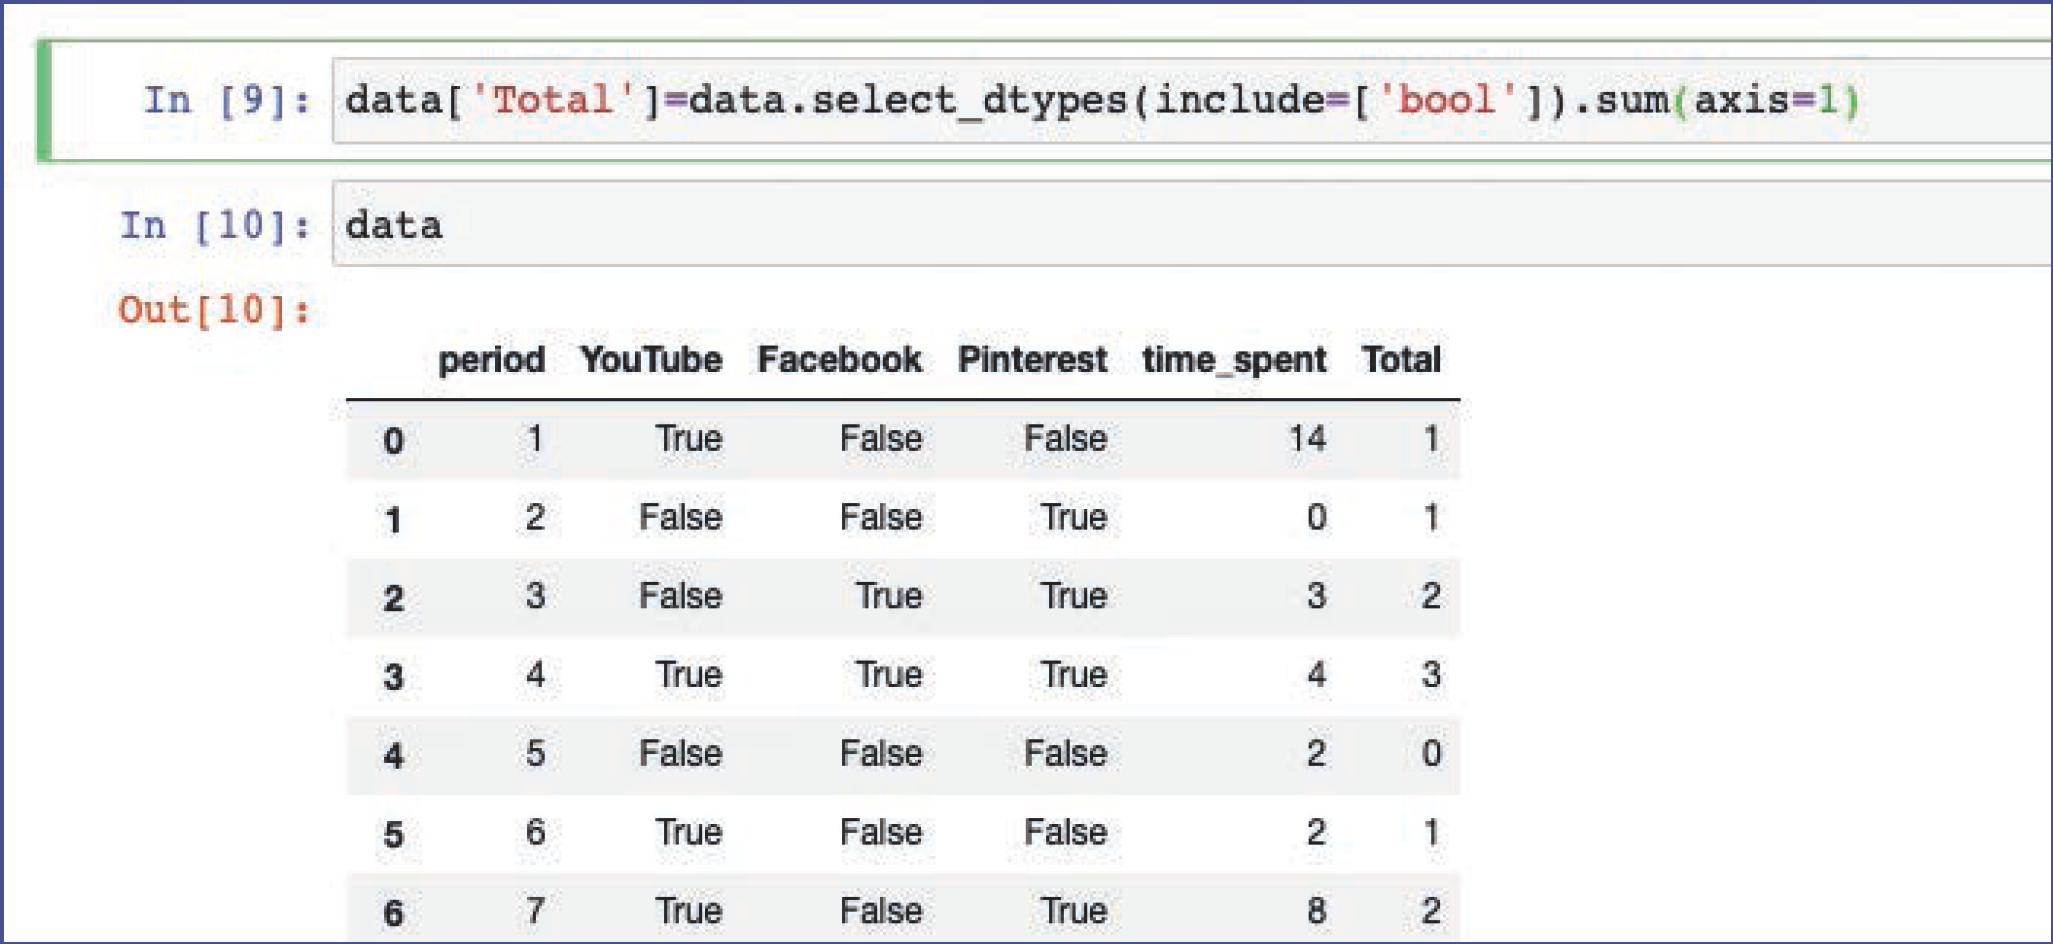 In [9]: data['Total']=data.select_dtypes(include=['bool']).sum(axis=1)
In [10]: data
Out[10]:
period YouTube Facebook Pinterest time_spent Total
0 1 True False False 14 1
1 2 False False True 0 1
2 3 False True True 3 2
3 4 True True True 4 3
4 5 False False False 2 0
5 6 True False False 2 1
6 7 True False True 8 2